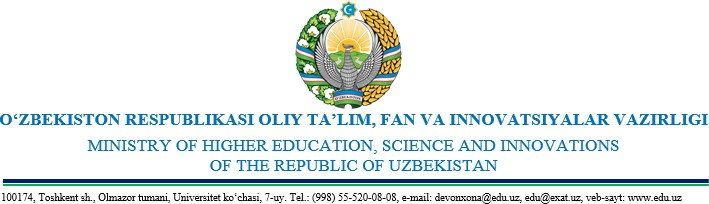 O‘ZBEKISTON RESPUBLIKASI OLIY TA’LIM, FAN VA INNOVATSIYALAR VAZIRLIGI
MINISTRY OF HIGHER EDUCATION, SCIENCE AND INNOVATIONS
OF THE REPUBLIC OF UZBEKISTAN
100174, Toshkent sh., Olmazor tumani, Universitet ko‘chasi, 7-uy. Tel.: (998) 55-520-08-08, e-mail: devonxona@edu.uz, edu@exat.uz, veb-sayt: www.edu.uz